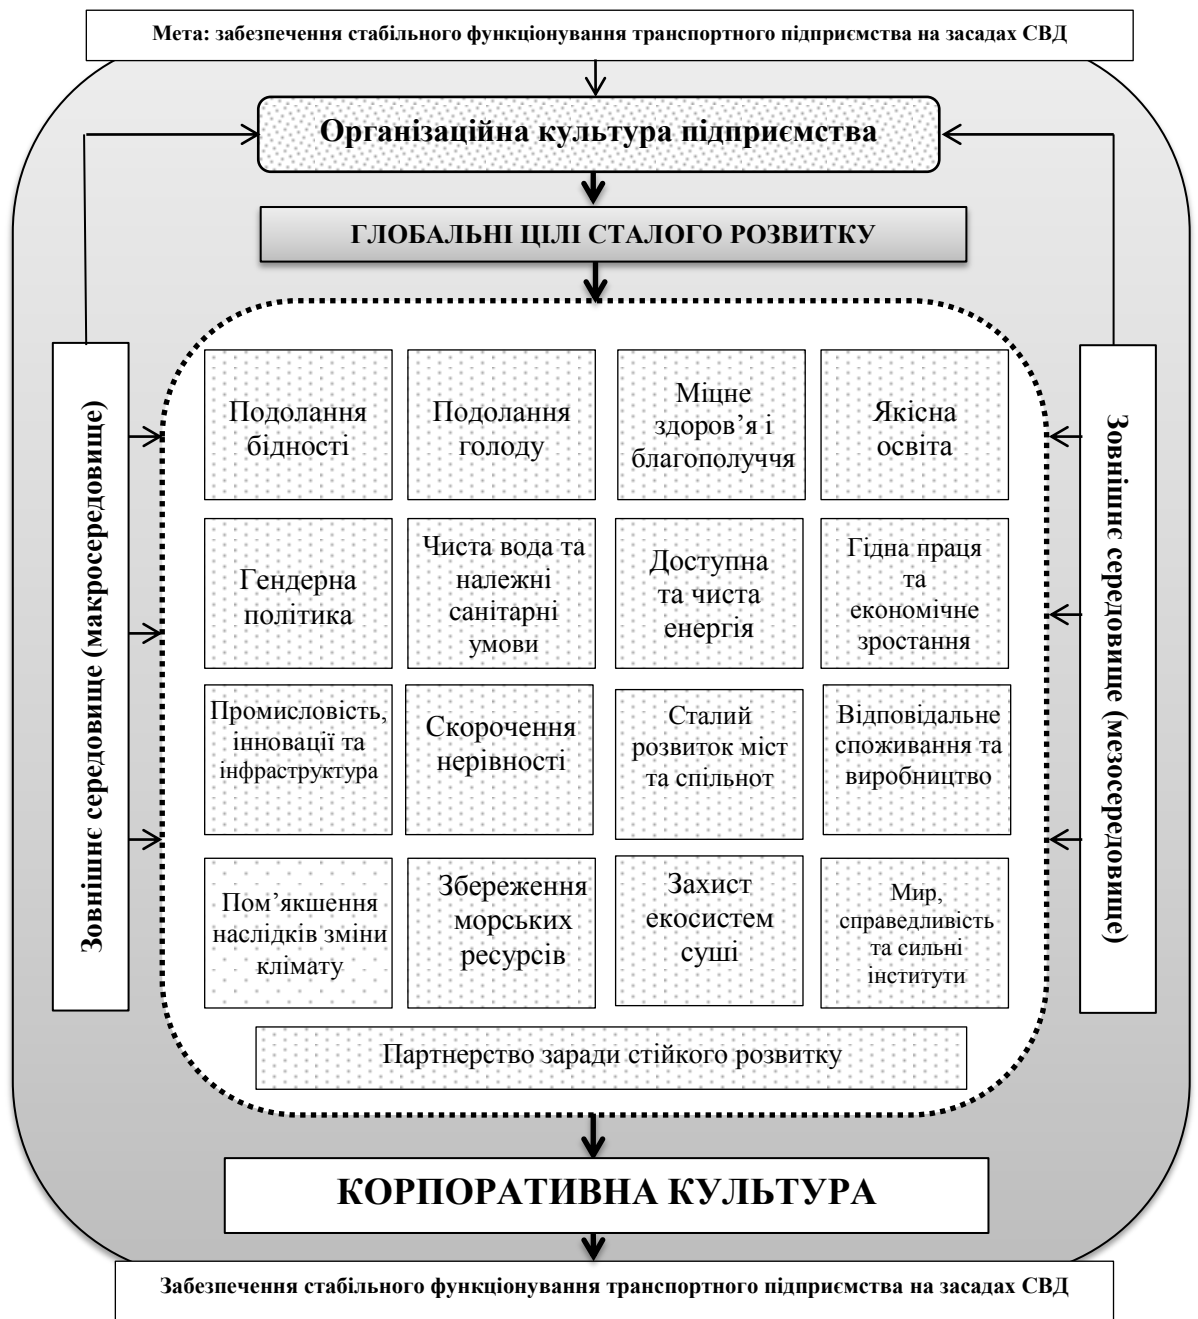 Мета: забезпечення стабільного функціонування транспортного підприємства на засадах СВД
Організаційна культура підприємства
ГЛОБАЛЬНІ ЦІЛІ СТАЛОГО РОЗВИТКУ
Зовнішнє середовище (макросередовище)
Подолання
бідності
Подолання
голоду
Міцне
здоров’я і
благополуччя
Якісна
освіта
Гендерна
політика
Чиста вода та
належні
санітарні
умови
Доступна
та чиста
енергія
Гідна праця
та
економічне
зростання
Промисловість,
інновації та
інфраструктура
Скорочення
нерівності
Сталий
розвиток міст
та спільнот
Відповідальне
споживання та
виробництво
Пом’якшення
наслідків зміни
клімату
Збереження
морських
ресурсів
Захист
екосистем
суші
Мир,
справедливість
та сильні
інститути
Партнерство заради стійкого розвитку
Зовнішнє середовище (мезосередовище)
КОРПОРАТИВНА КУЛЬТУРА
Забезпечення стабільного функціонування транспортного підприємства на засадах СВД